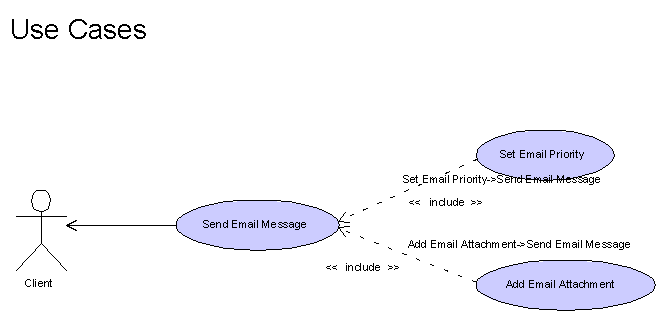 Use Cases
Set Email Priority
Set Email Priority->Send Email Message
<< include >>
Send Email Message
Add Email Attachment->Send Email Message
<< include >>
Add Email Attachment
Client